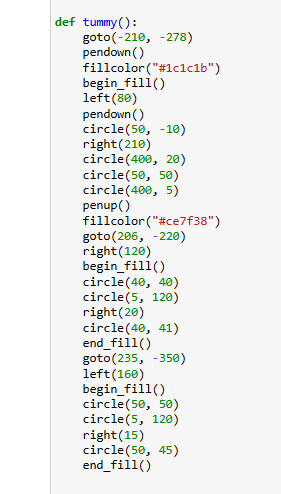 def tummy():
    goto(-210, -278)
    pendown()
    fillcolor("#1c1c1b")
    begin_fill()
    left(80)
    pendown()
    circle(50, -10)
    right(210)
    circle(400, 20)
    circle(50, 50)
    circle(400, 5)
    penup()
    fillcolor("#ce7f38")
    goto(206, -220)
    right(120)
    begin_fill()
    circle(40, 40)
    circle(5, 120)
    right(20)
    circle(40, 41)
    end_fill()
    goto(235, -350)
    left(160)
    begin_fill()
    circle(50, 50)
    circle(5, 120)
    right(15)
    circle(50, 45)
    end_fill()